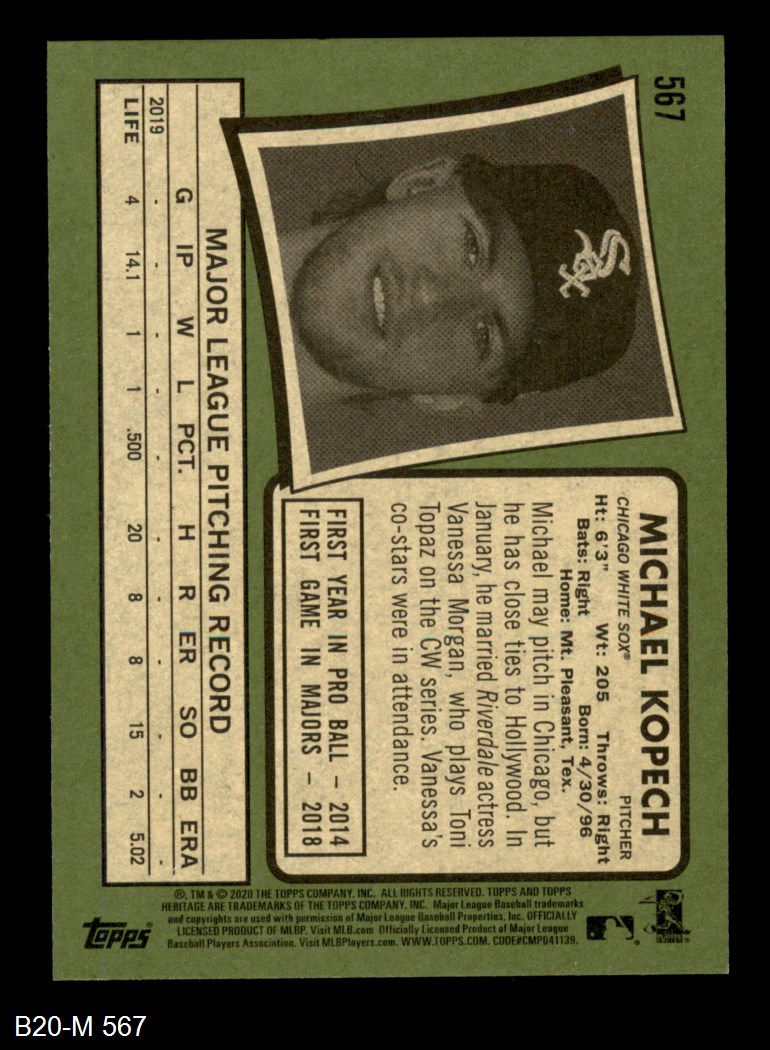 567
MICHAEL KOPECH
CHICAGO WHITE SOX® PITCHER
Ht: 6'3" Wt: 205 Throws: Right
Bats: Right Born: 4/30/96
Home: Mt. Pleasant, Tex.
Michael may pitch in Chicago, but
he has close ties to Hollywood. In
January, he married Riverdale actress
Vanessa Morgan, who plays Toni
Topaz on the CW series. Vanessa's
co-stars were in attendance.
FIRST YEAR IN PRO BALL – 2014
FIRST GAME IN MAJORS – 2018
Sox
MAJOR LEAGUE PITCHING RECORD
G IP W L PCT. H R ER SO BB ERA
2019 - - - - - - - - - - -
LIFE 4 14.1 1 1 .500 20 8 8 15 2 5.02
®, TM & © 2020 THE TOPPS COMPANY, INC. ALL RIGHTS RESERVED. TOPPS AND TOPPS
HERITAGE ARE TRADEMARKS OF THE TOPPS COMPANY, INC. Major League Baseball trademarks
and copyrights are used with permission of Major League Baseball Properties, Inc. OFFICIALLY
LICENSED PRODUCT OF MLBP. Visit MLB.com Officially Licensed Product of Major League
Baseball Players Association. Visit MLBPlayers.com. WWW.TOPPS.COM. CODE#CMP041139.
topps®
B20-M 567